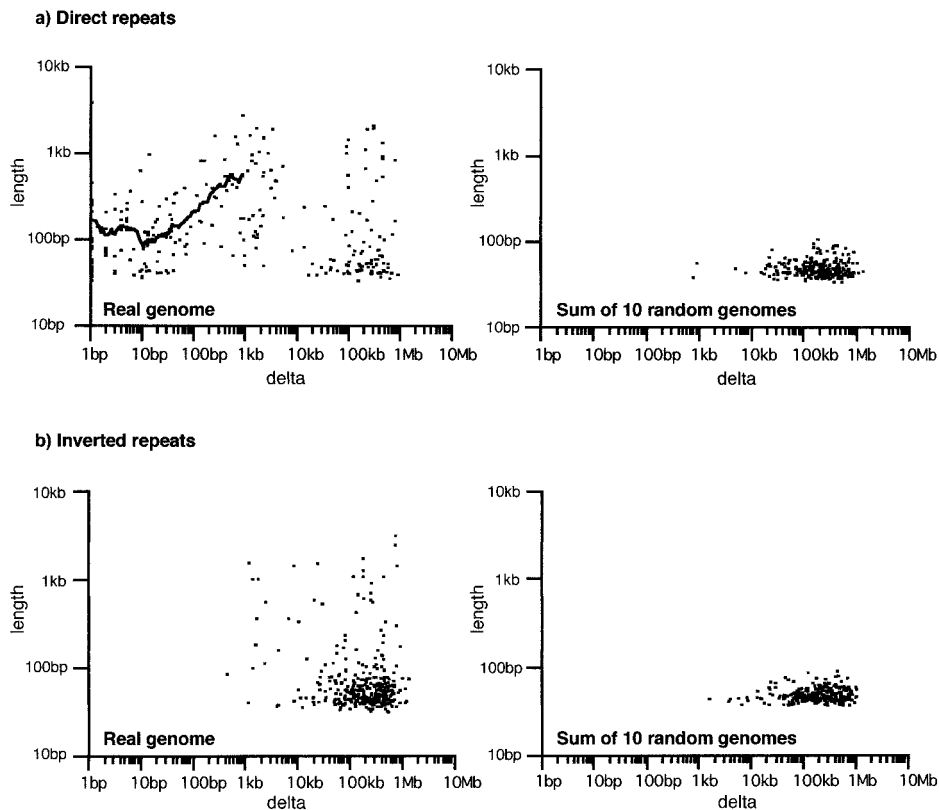 a) Direct repeats
10kb
1kb
100bp
10bp
length
Real genome
1bp 10bp 100bp 1kb 10kb 100kb 1Mb 10Mb
delta
10kb
1kb
100bp
10bp
length
Sum of 10 random genomes
1bp 10bp 100bp 1kb 10kb 100kb 1Mb 10Mb
delta
b) Inverted repeats
10kb
1kb
100bp
10bp
length
Real genome
1bp 10bp 100bp 1kb 10kb 100kb 1Mb 10Mb
delta
10kb
1kb
100bp
10bp
length
Sum of 10 random genomes
1bp 10bp 100bp 1kb 10kb 100kb 1Mb 10Mb
delta